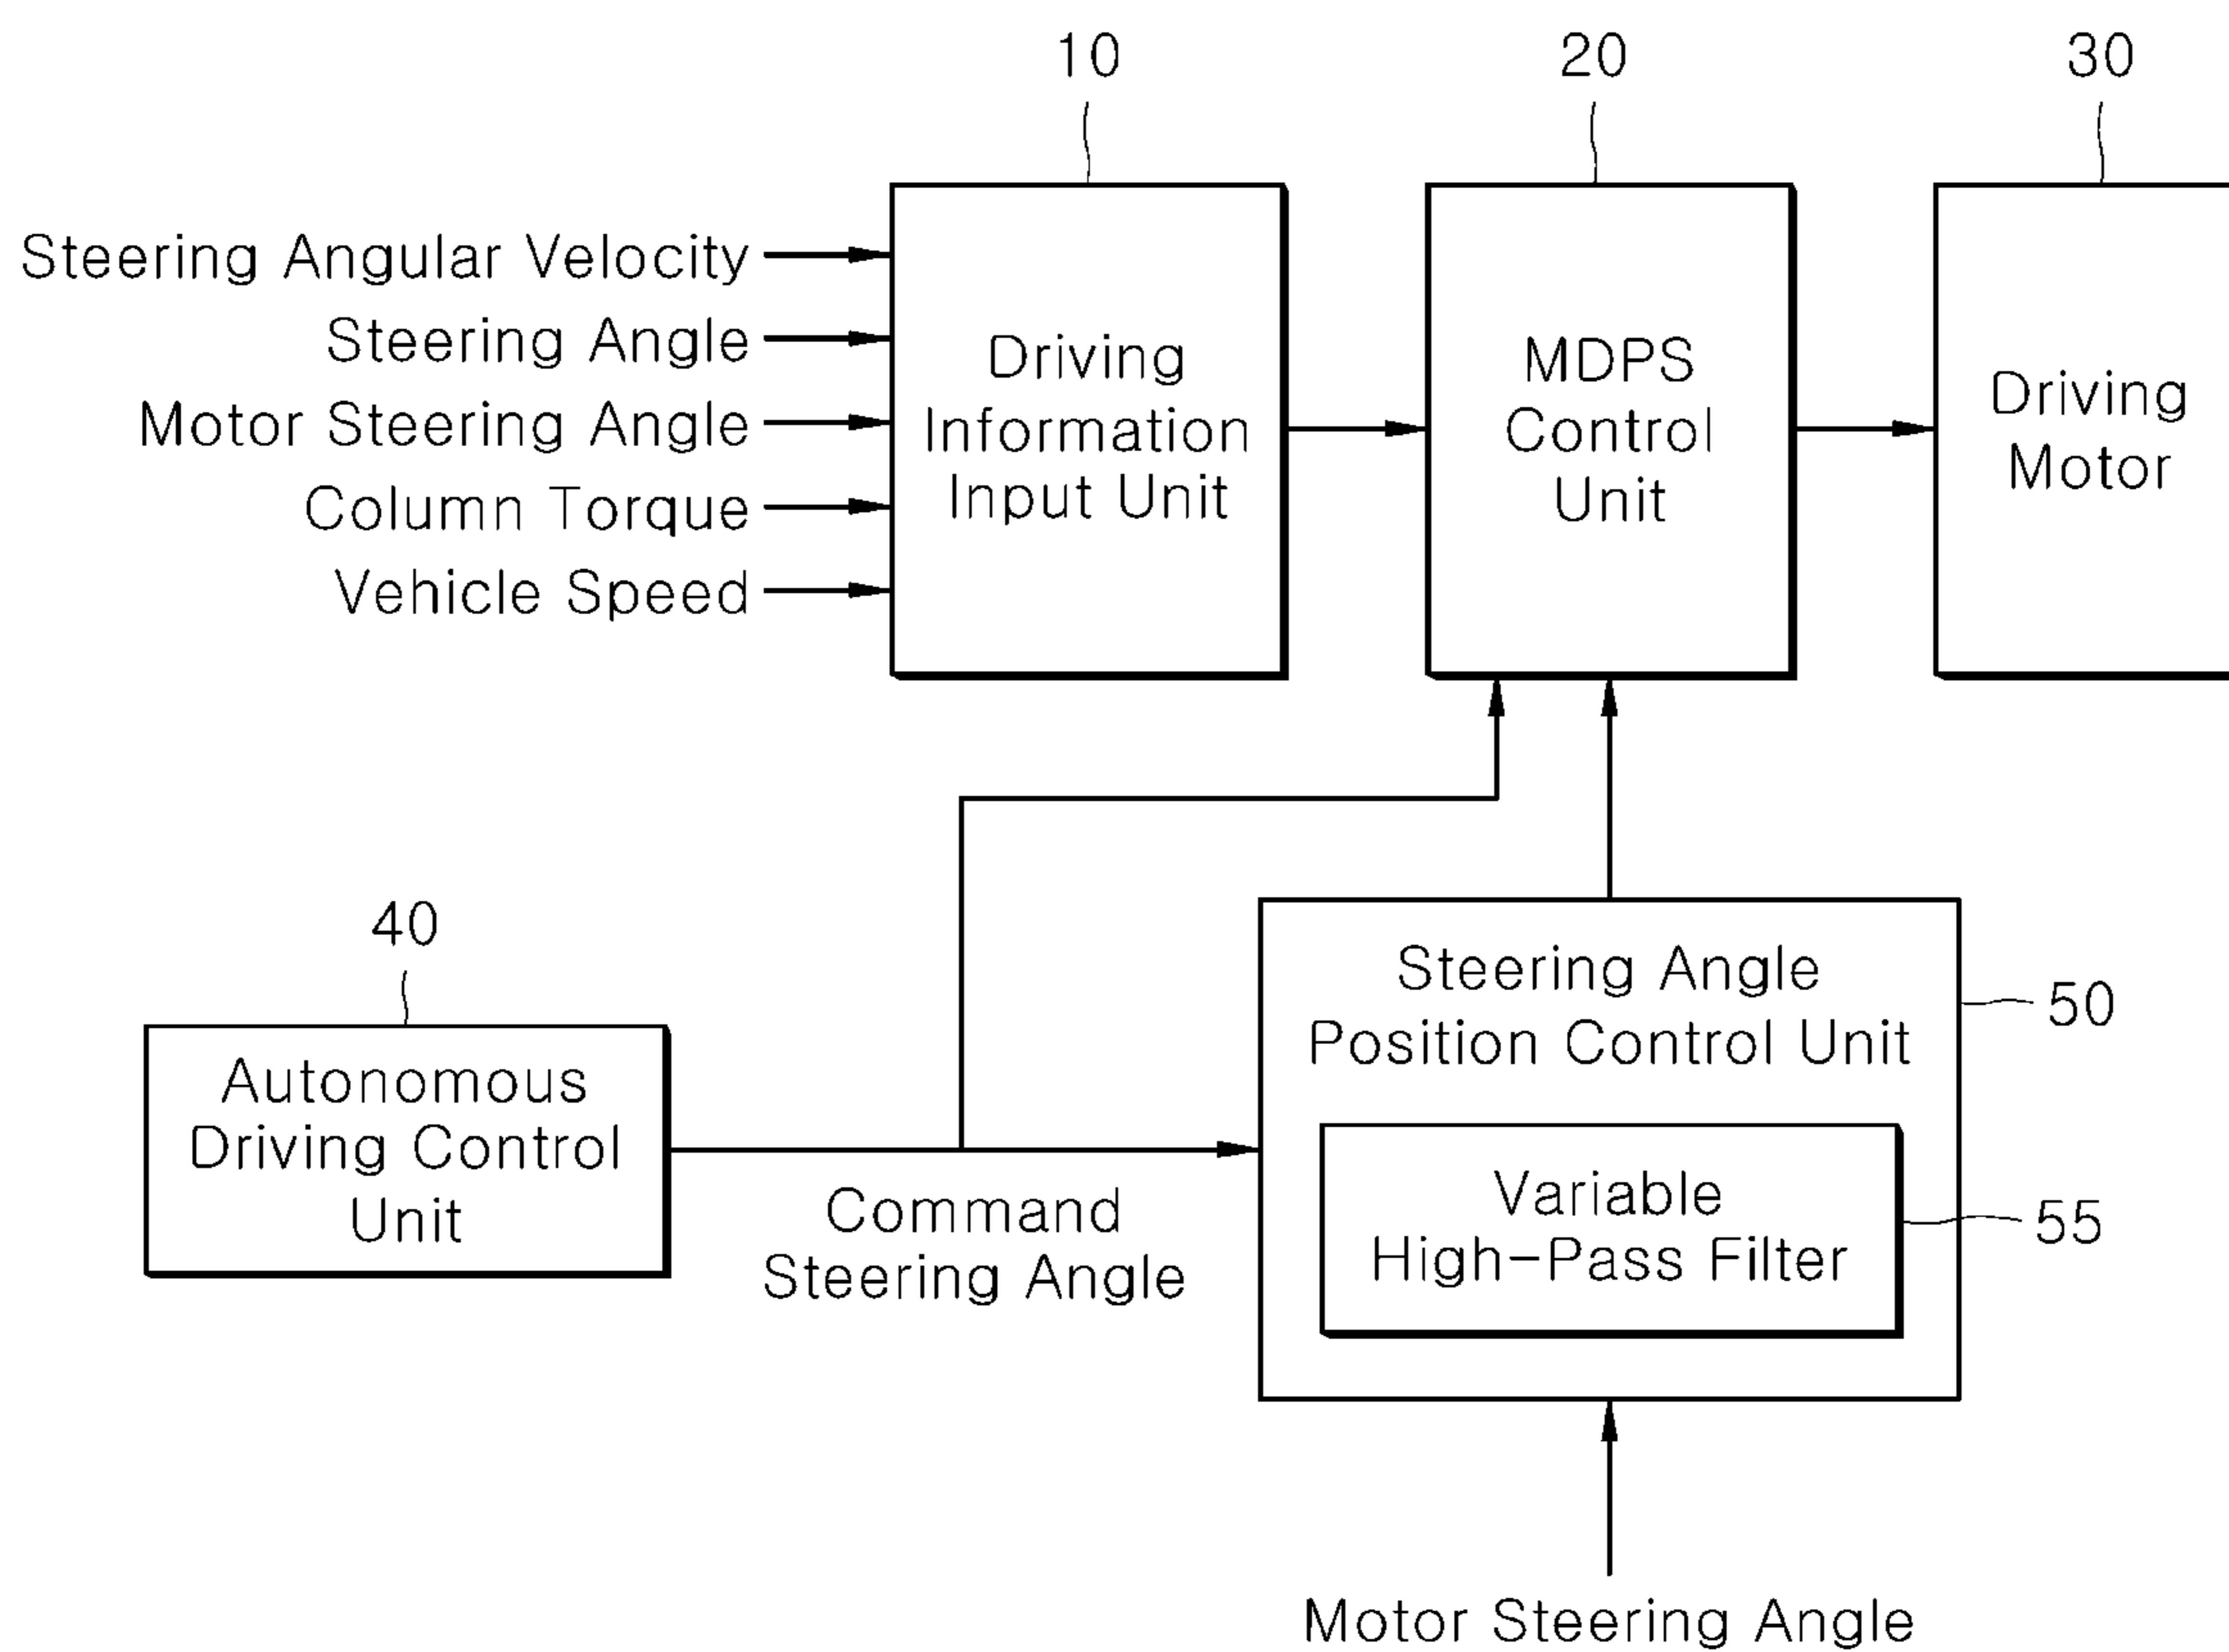 10
20
30
Steering Angular Velocity
Steering Angle
Motor Steering Angle
Column Torque
Vehicle Speed
Driving
Information
Input Unit
MDPS
Control
Unit
Driving
Motor
40
Autonomous
Driving Control
Unit
Command
Steering Angle
Steering Angle
Position Control Unit
50
Variable
High-Pass Filter
55
Motor Steering Angle